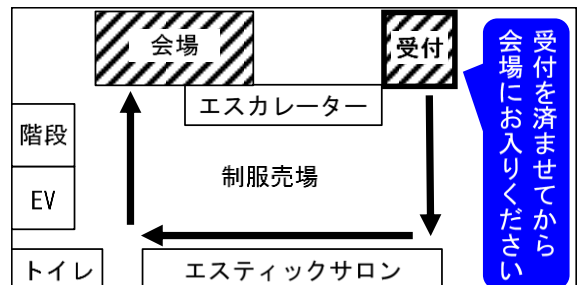 会場
受付
エスカレーター
階段
制服売場
EV
トイレ
エスティックサロン
受付を済ませてから
会場にお入りください